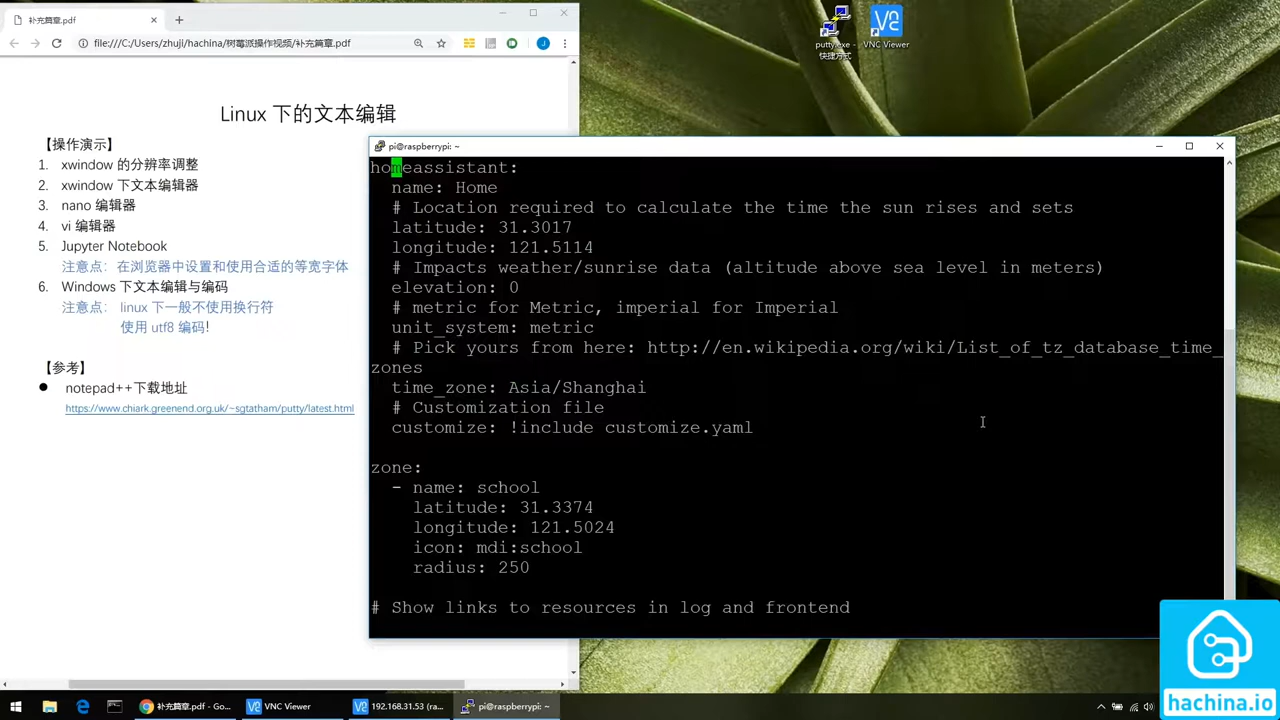 补充篇章.pdf
file:///C:/Users/zhuji/hachina/树莓派操作视频/补充篇章.pdf
J
putty.exe -
快捷方式
VNC Viewer
Linux 下的文本编辑
【操作演示】
1. xwindow 的分辨率调整
2. xwindow 下文本编辑器
3. nano 编辑器
4. vi 编辑器
5. Jupyter Notebook
注意点：在浏览器中设置和使用合适的等宽字体
6. Windows 下文本编辑与编码
注意点： linux 下一般不使用换行符
使用 utf8 编码!
【参考】
● notepad++下载地址
https://www.chiark.greenend.org.uk/~sgtatham/putty/latest.html
pi@raspberrypi: ~
homeassistant:
name: Home
# Location required to calculate the time the sun rises and sets
latitude: 31.3017
longitude: 121.5114
# Impacts weather/sunrise data (altitude above sea level in meters)
elevation: 0
# metric for Metric, imperial for Imperial
unit_system: metric
# Pick yours from here: http://en.wikipedia.org/wiki/List_of_tz_database_time_
zones
time_zone: Asia/Shanghai
# Customization file
customize: !include customize.yaml
zone:
- name: school
latitude: 31.3374
longitude: 121.5024
icon: mdi:school
radius: 250
# Show links to resources in log and frontend
hachina.io
补充篇章.pdf - Go...
VNC Viewer
192.168.31.53 (ra...
pi@raspberrypi: ~